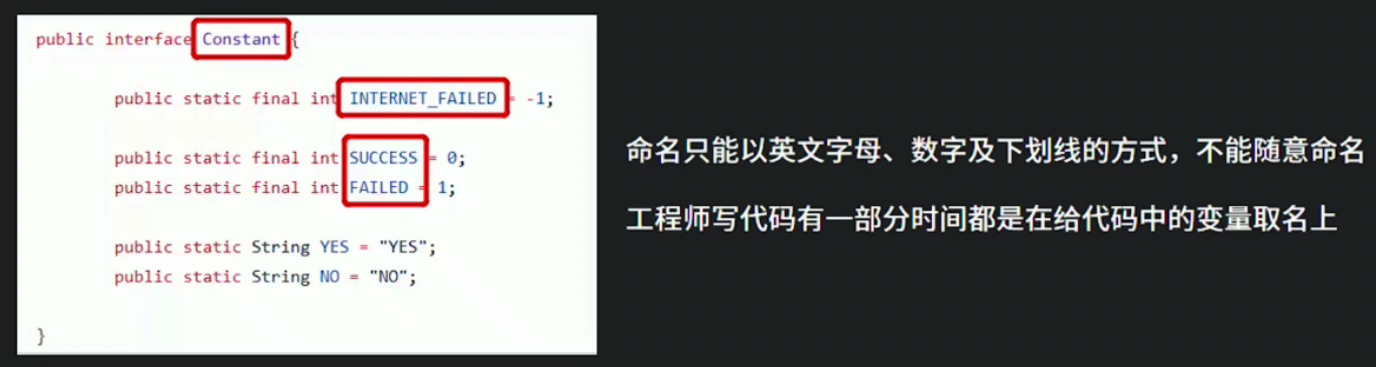 public interface Constant {
public static final int INTERNET_FAILED = -1;
public static final int SUCCESS = 0;
public static final int FAILED = 1;
public static String YES = "YES";
public static String NO = "NO";
}
命名只能以英文字母、数字及下划线的方式，不能随意命名
工程师写代码有一部分时间都是在给代码中的变量取名上